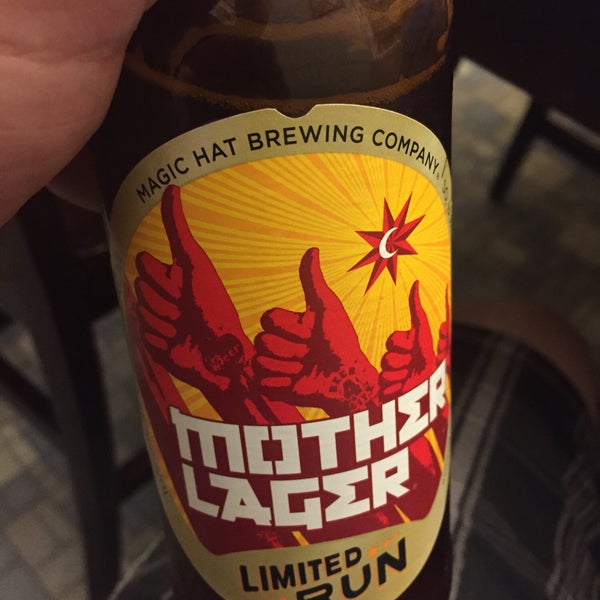 MAGIC HAT BREWING COMPANY
MOTHER
LAGER
LIMITED
RUN